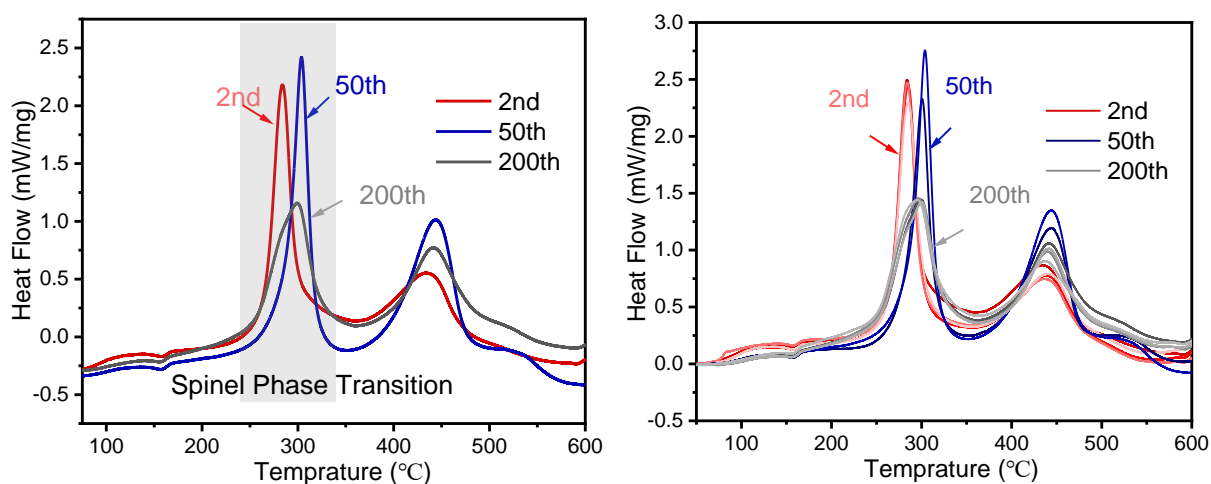 2.5
2.0
1.5
1.0
0.5
0.0
-0.5
Heat Flow (mW/mg)
2nd
50th
200th
2nd
50th
200th
Spinel Phase Transition
100
200
300
400
500
600
Temprature (℃)
3.0
2.5
2.0
1.5
1.0
0.5
0.0
-0.5
Heat Flow (mW/mg)
2nd
50th
200th
2nd
50th
200th
100
200
300
400
500
600
Temprature (℃)